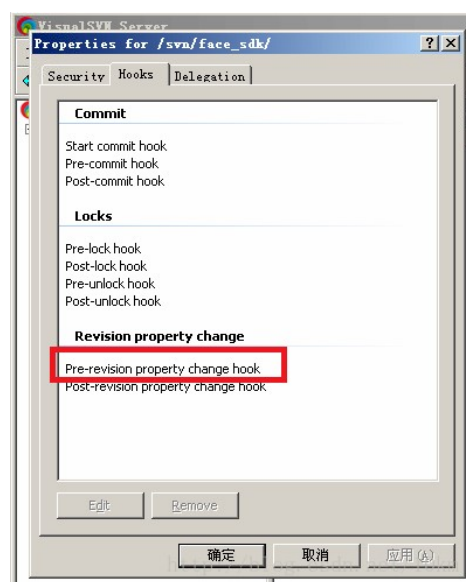 VisualSVN Server
Properties for /svn/face_sdk/
Security Hooks Delegation
Commit
Start commit hook
Pre-commit hook
Post-commit hook
Locks
Pre-lock hook
Post-lock hook
Pre-unlock hook
Post-unlock hook
Revision property change
Pre-revision property change hook
Post-revision property change hook
Edit Remove
确定 取消 应用(A)